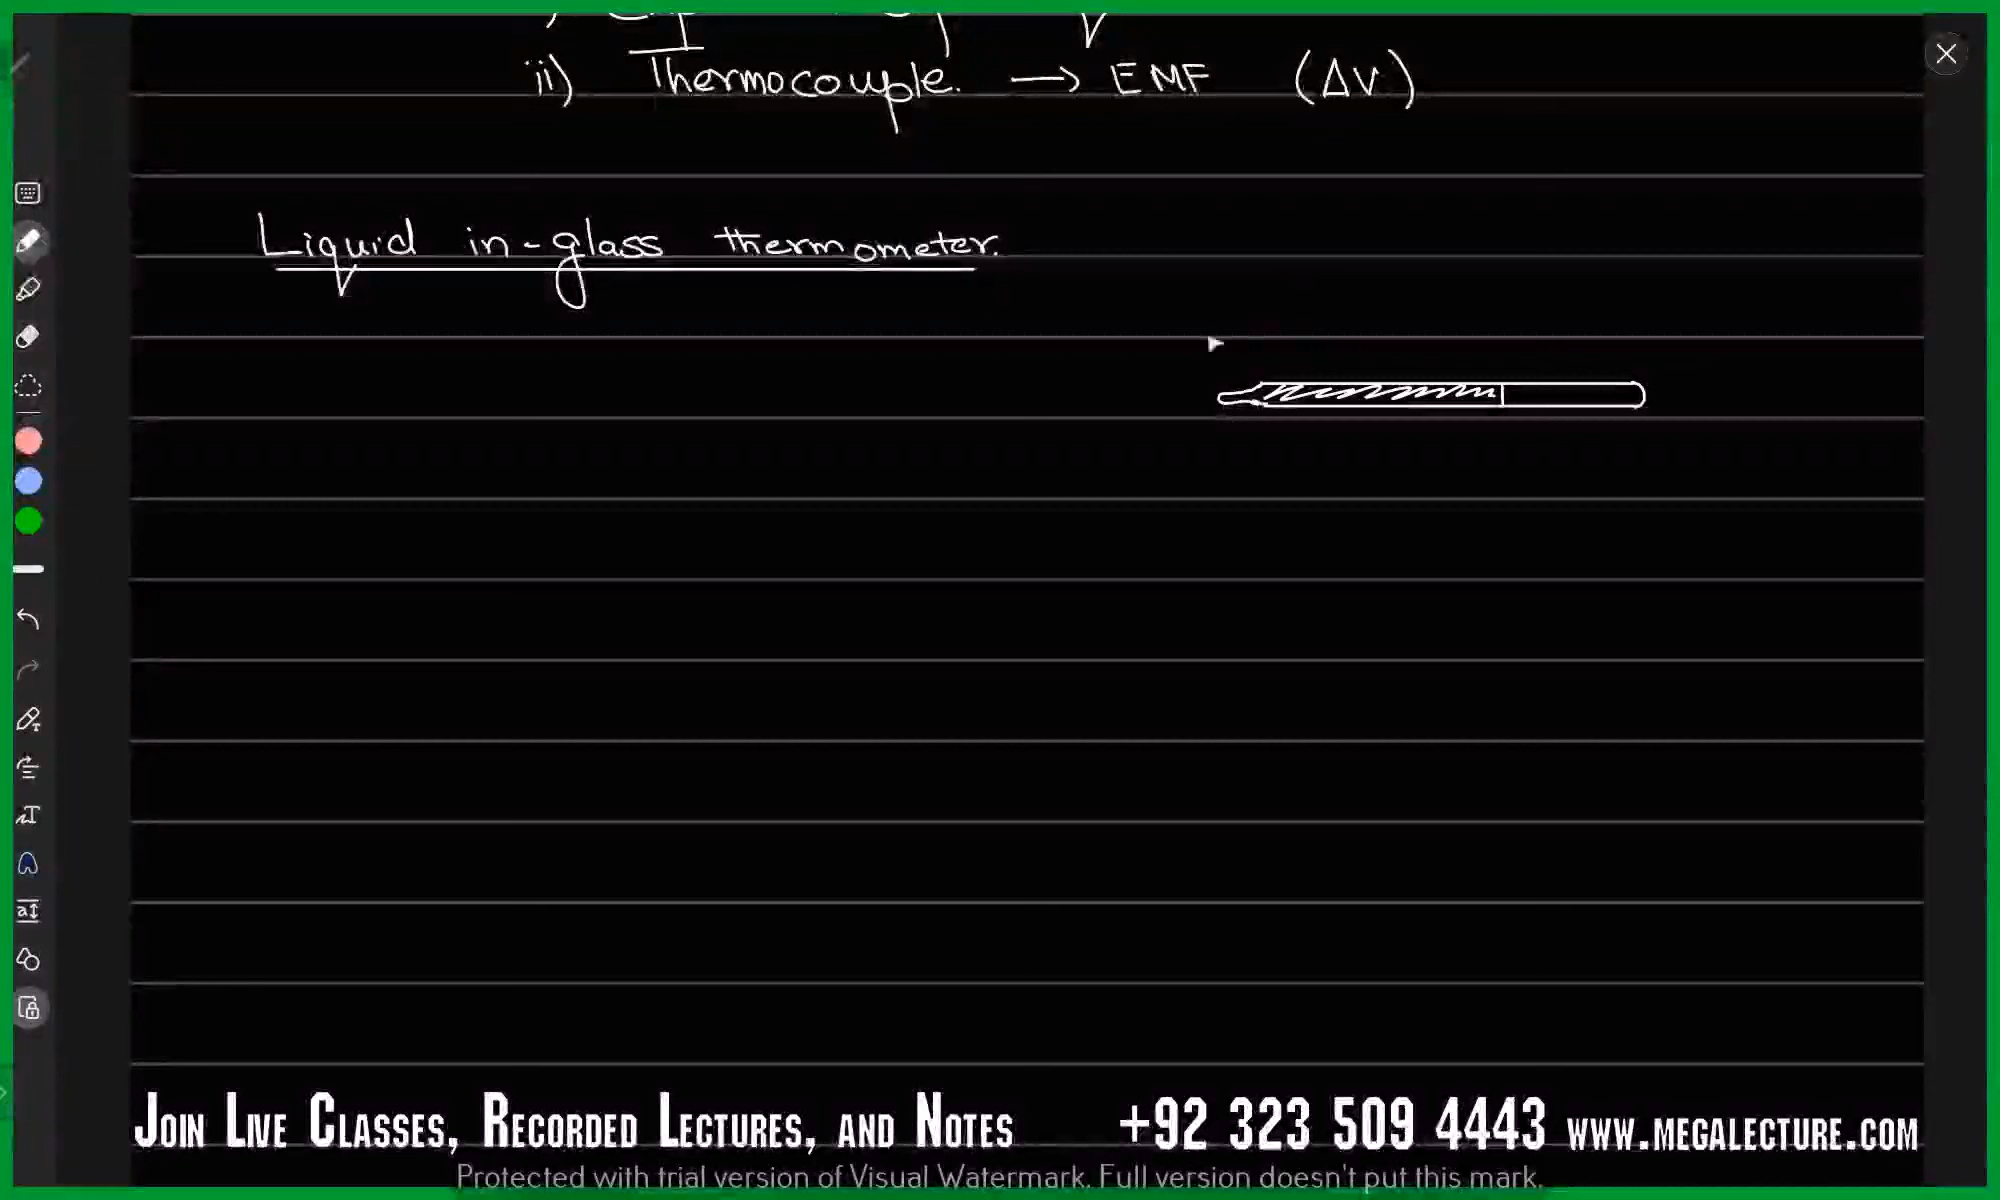 ii) Thermocouple. → EMF (ΔV)
Liquid in-glass thermometer.
JOIN LIVE CLASSES, RECORDED LECTURES, AND NOTES +92 323 509 4443 WWW.MEGALECTURE.COM
Protected with trial version of Visual Watermark. Full version doesn't put this mark.